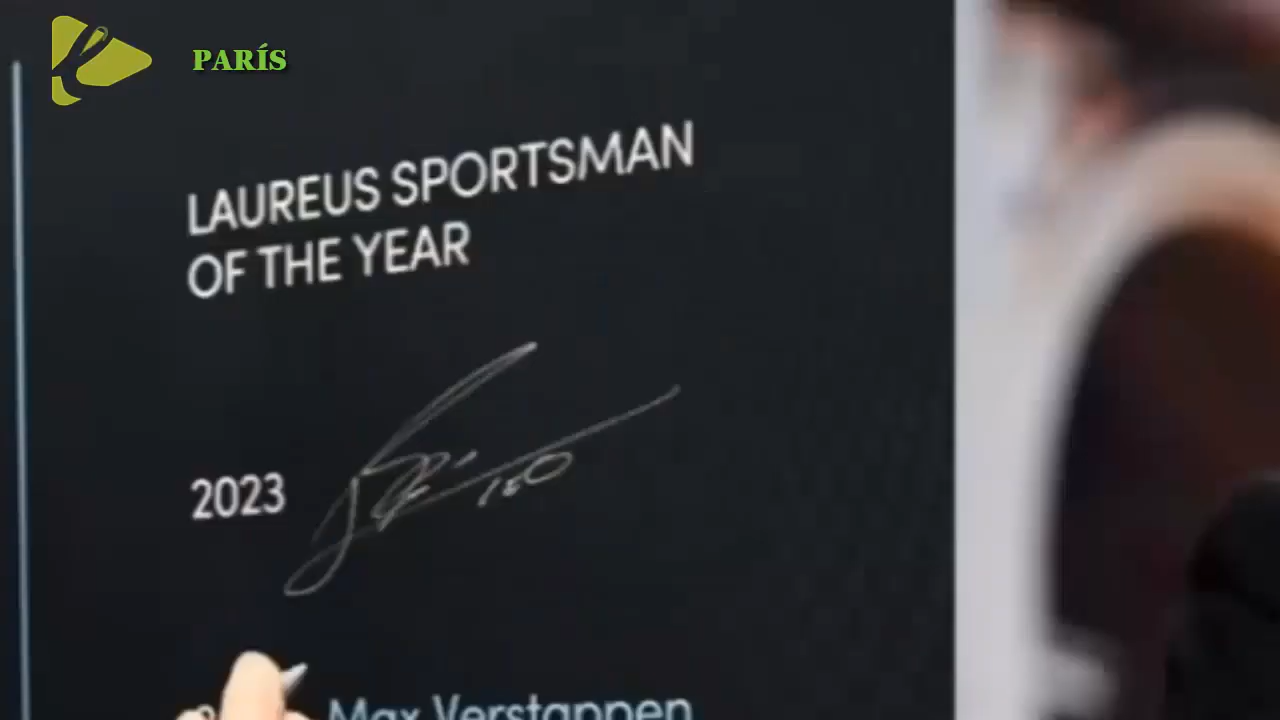 PARÍS
LAUREUS SPORTSMAN
OF THE YEAR
2023
Max Verstappen